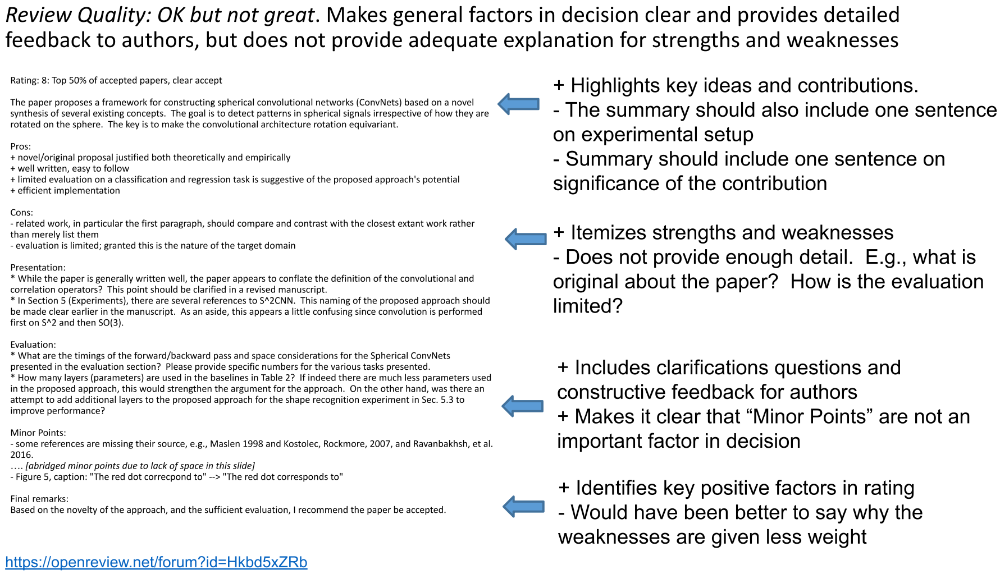 Review Quality: OK but not great. Makes general factors in decision clear and provides detailed
feedback to authors, but does not provide adequate explanation for strengths and weaknesses
Rating: 8: Top 50% of accepted papers, clear accept
The paper proposes a framework for constructing spherical convolutional networks (ConvNets) based on a novel
synthesis of several existing concepts.  The goal is to detect patterns in spherical signals irrespective of how they are
rotated on the sphere.  The key is to make the convolutional architecture rotation equivariant.
Pros:
+ novel/original proposal justified both theoretically and empirically
+ well written, easy to follow
+ limited evaluation on a classification and regression task is suggestive of the proposed approach's potential
+ efficient implementation
Cons:
- related work, in particular the first paragraph, should compare and contrast with the closest extant work rather
than merely list them
- evaluation is limited; granted this is the nature of the target domain
Presentation:
* While the paper is generally written well, the paper appears to conflate the definition of the convolutional and
correlation operators?  This point should be clarified in a revised manuscript.
* In Section 5 (Experiments), there are several references to S^2CNN.  This naming of the proposed approach should
be made clear earlier in the manuscript.  As an aside, this appears a little confusing since convolution is performed
first on S^2 and then SO(3).
Evaluation:
* What are the timings of the forward/backward pass and space considerations for the Spherical ConvNets
presented in the evaluation section?  Please provide specific numbers for the various tasks presented.
* How many layers (parameters) are used in the baselines in Table 2?  If indeed there are much less parameters used
in the proposed approach, this would strengthen the argument for the approach.  On the other hand, was there an
attempt to add additional layers to the proposed approach for the shape recognition experiment in Sec. 5.3 to
improve performance?
Minor Points:
- some references are missing their source, e.g., Maslen 1998 and Kostolec, Rockmore, 2007, and Ravanbakhsh, et al.
2016.
…. [abridged minor points due to lack of space in this slide]
- Figure 5, caption: "The red dot correcpond to" --> "The red dot corresponds to"
Final remarks:
Based on the novelty of the approach, and the sufficient evaluation, I recommend the paper be accepted.
+ Highlights key ideas and contributions.
- The summary should also include one sentence
on experimental setup
- Summary should include one sentence on
significance of the contribution
+ Itemizes strengths and weaknesses
- Does not provide enough detail.  E.g., what is
original about the paper?  How is the evaluation
limited?
+ Includes clarifications questions and
constructive feedback for authors
+ Makes it clear that “Minor Points” are not an
important factor in decision
+ Identifies key positive factors in rating
- Would have been better to say why the
weaknesses are given less weight
https://openreview.net/forum?id=Hkbd5xZRb